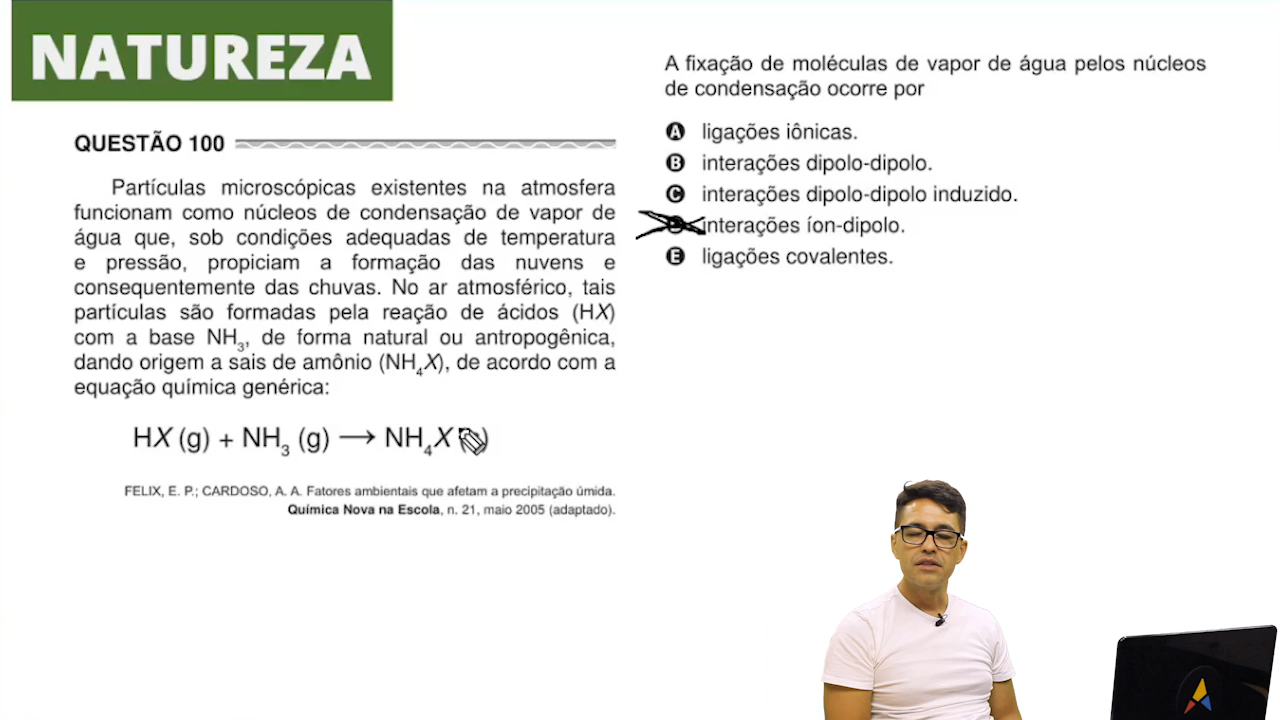 NATUREZA
QUESTÃO 100
Partículas microscópicas existentes na atmosfera
funcionam como núcleos de condensação de vapor de
água que, sob condições adequadas de temperatura
e pressão, propiciam a formação das nuvens e
consequentemente das chuvas. No ar atmosférico, tais
partículas são formadas pela reação de ácidos (HX)
com a base NH₃, de forma natural ou antropogênica,
dando origem a sais de amônio (NH₄X), de acordo com a
equação química genérica:
HX (g) + NH₃ (g) ⟶ NH₄X
FELIX, E. P.; CARDOSO, A. A. Fatores ambientais que afetam a precipitação úmida.
Química Nova na Escola, n. 21, maio 2005 (adaptado).
A fixação de moléculas de vapor de água pelos núcleos
de condensação ocorre por
A ligações iônicas.
B interações dipolo-dipolo.
C interações dipolo-dipolo induzido.
interações íon-dipolo.
E ligações covalentes.